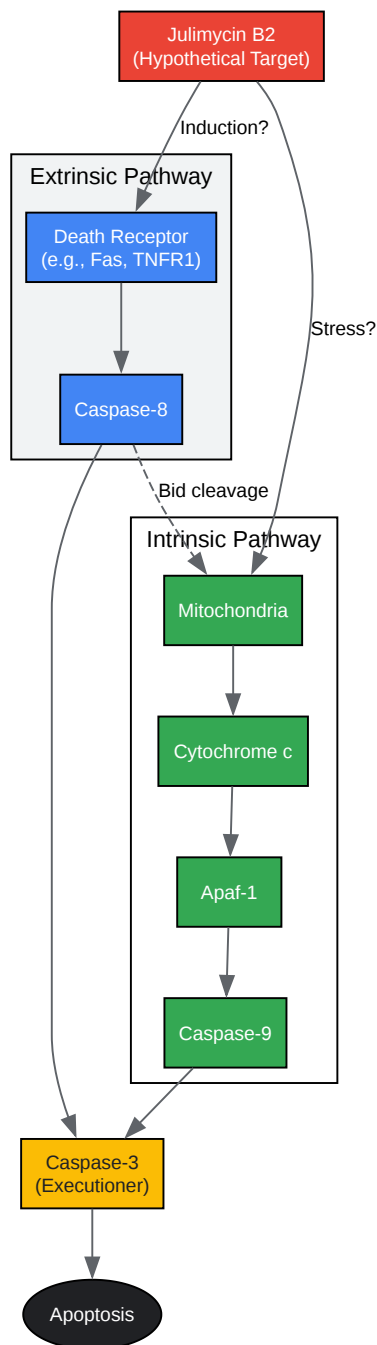 Julimycin B2
(Hypothetical Target)
Induction?
Extrinsic Pathway
Death Receptor
(e.g., Fas, TNFR1)
Stress?
Caspase-8
Bid cleavage
Intrinsic Pathway
Mitochondria
Cytochrome c
Apaf-1
Caspase-9
Caspase-3
(Executioner)
Apoptosis